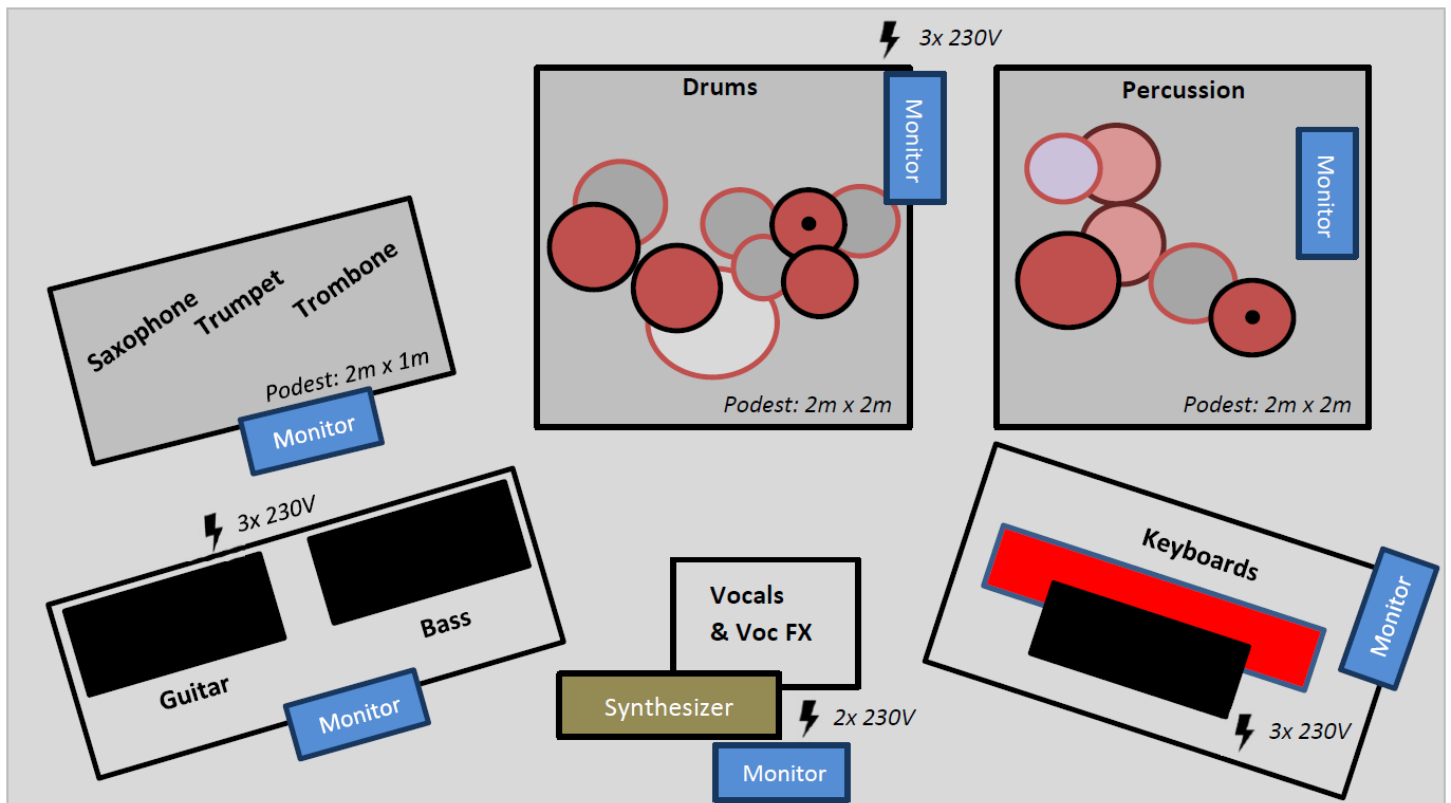 3x 230V
Drums
Monitor
Podest: 2m x 2m
Percussion
Monitor
Podest: 2m x 2m
Saxophone
Trumpet
Trombone
Podest: 2m x 1m
Monitor
3x 230V
Guitar
Bass
Monitor
Vocals
& Voc FX
Synthesizer
2x 230V
Monitor
Keyboards
Monitor
3x 230V